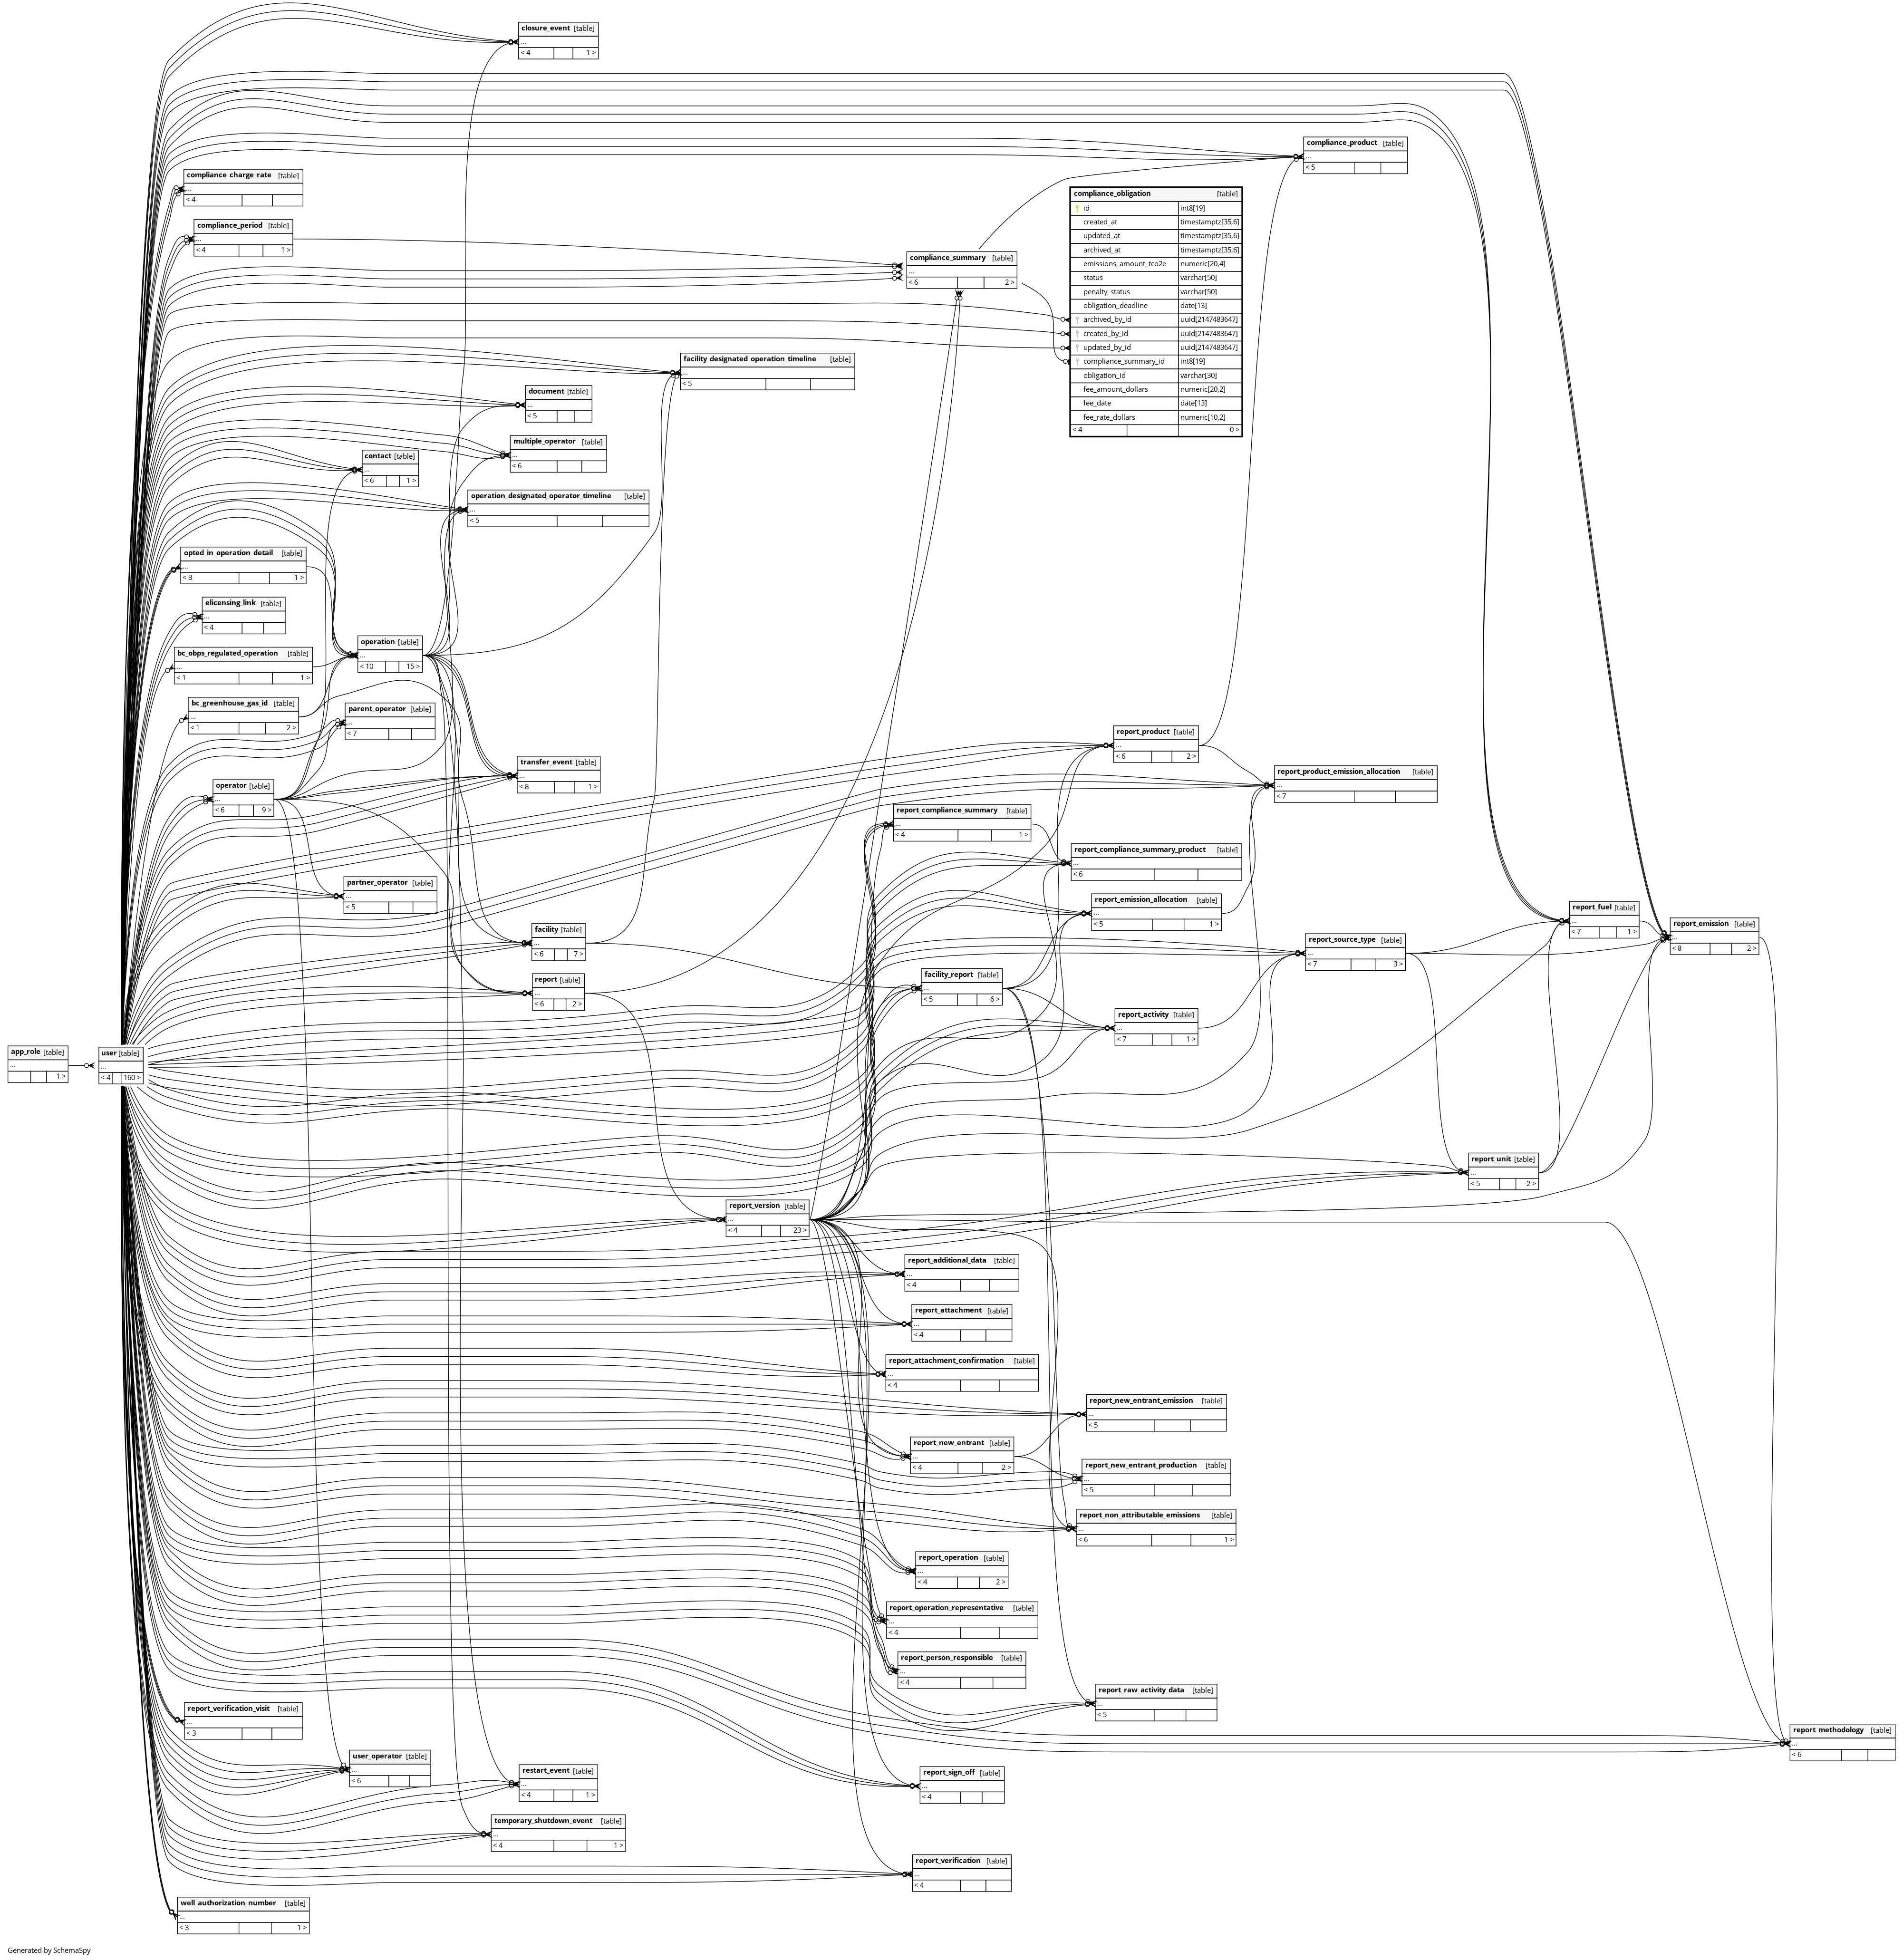 closure_event [table]
...
< 4 1 >
compliance_product [table]
...
< 5
compliance_charge_rate [table]
...
< 4
compliance_period [table]
...
< 4 1 >
compliance_summary [table]
...
< 6 2 >
compliance_obligation [table]
id int8[19]
created_at timestamptz[35,6]
updated_at timestamptz[35,6]
archived_at timestamptz[35,6]
emissions_amount_tco2e numeric[20,4]
status varchar[50]
penalty_status varchar[50]
obligation_deadline date[13]
archived_by_id uuid[2147483647]
created_by_id uuid[2147483647]
updated_by_id uuid[2147483647]
compliance_summary_id int8[19]
obligation_id varchar[30]
fee_amount_dollars numeric[20,2]
fee_date date[13]
fee_rate_dollars numeric[10,2]
< 4 0 >
facility_designated_operation_timeline [table]
...
< 5
document [table]
...
< 5
multiple_operator [table]
...
< 6
contact [table]
...
< 6 1 >
operation_designated_operator_timeline [table]
...
< 5
opted_in_operation_detail [table]
...
< 3 1 >
elicensing_link [table]
...
< 4
operation [table]
...
< 10 15 >
bc_obps_regulated_operation [table]
...
< 1 1 >
bc_greenhouse_gas_id [table]
...
< 1 2 >
parent_operator [table]
...
< 7
report_product [table]
...
< 6 2 >
transfer_event [table]
...
< 8 1 >
report_product_emission_allocation [table]
...
< 7
operator [table]
...
< 6 9 >
report_compliance_summary [table]
...
< 4 1 >
report_compliance_summary_product [table]
...
< 6
partner_operator [table]
...
< 5
report_emission_allocation [table]
...
< 5 1 >
report_fuel [table]
...
< 7 1 >
report_emission [table]
...
< 8 2 >
facility [table]
...
< 6 7 >
report_source_type [table]
...
< 7 3 >
report [table]
...
< 6 2 >
facility_report [table]
...
< 5 6 >
report_activity [table]
...
< 7 1 >
app_role [table]
...
1 >
user [table]
...
< 4 160 >
report_unit [table]
...
< 5 2 >
report_version [table]
...
< 4 23 >
report_additional_data [table]
...
< 4
report_attachment [table]
...
< 4
report_attachment_confirmation [table]
...
< 4
report_new_entrant_emission [table]
...
< 5
report_new_entrant [table]
...
< 4 2 >
report_new_entrant_production [table]
...
< 5
report_non_attributable_emissions [table]
...
< 6 1 >
report_operation [table]
...
< 4 2 >
report_operation_representative [table]
...
< 4
report_person_responsible [table]
...
< 4
report_raw_activity_data [table]
...
< 5
report_verification_visit [table]
...
< 3
report_methodology [table]
...
< 6
user_operator [table]
...
< 6
restart_event [table]
...
< 4 1 >
report_sign_off [table]
...
< 4
temporary_shutdown_event [table]
...
< 4 1 >
report_verification [table]
...
< 4
well_authorization_number [table]
...
< 3 1 >
Generated by SchemaSpy